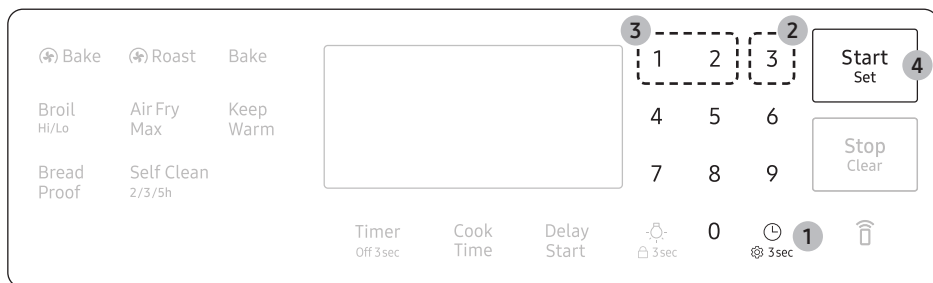 3
2
Bake
Roast
Bake
1
2
3
Start
Set
4
Broil
Hi/Lo
Air Fry
Max
Keep
Warm
4
5
6
Stop
Clear
Bread
Proof
Self Clean
2/3/5h
7
8
9
Timer
Off 3 sec
Cook
Time
Delay
Start
3 sec
0
3 sec
1